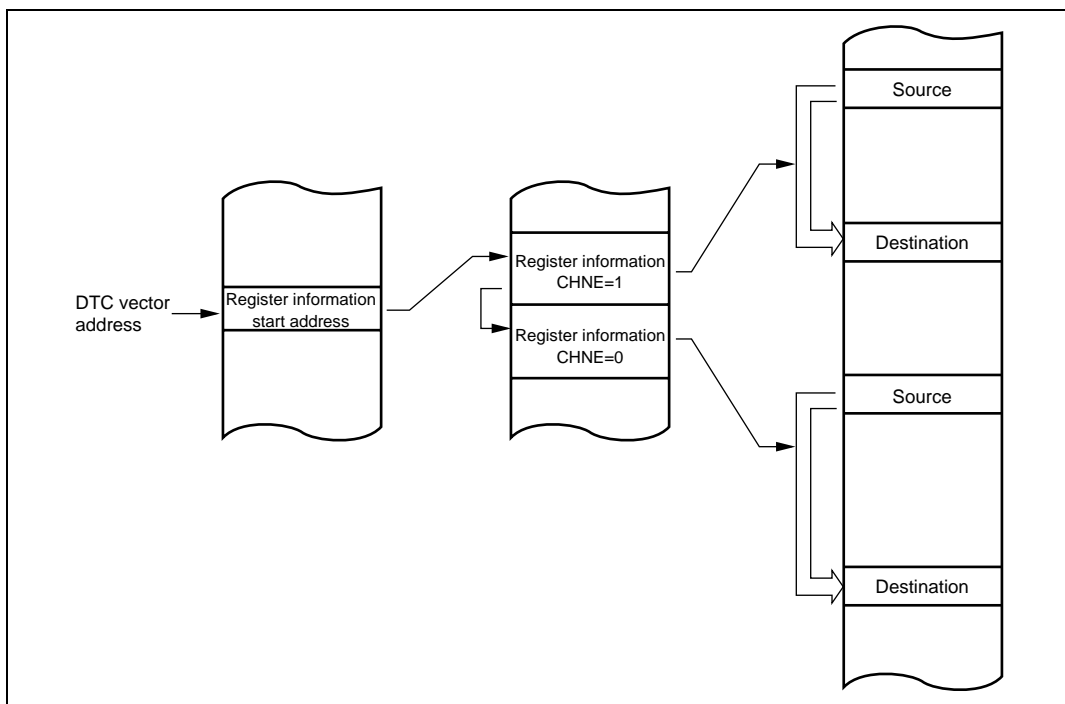 DTC vector
address
Register information
start address
Register information
CHNE=1
Register information
CHNE=0
Source
Destination
Source
Destination